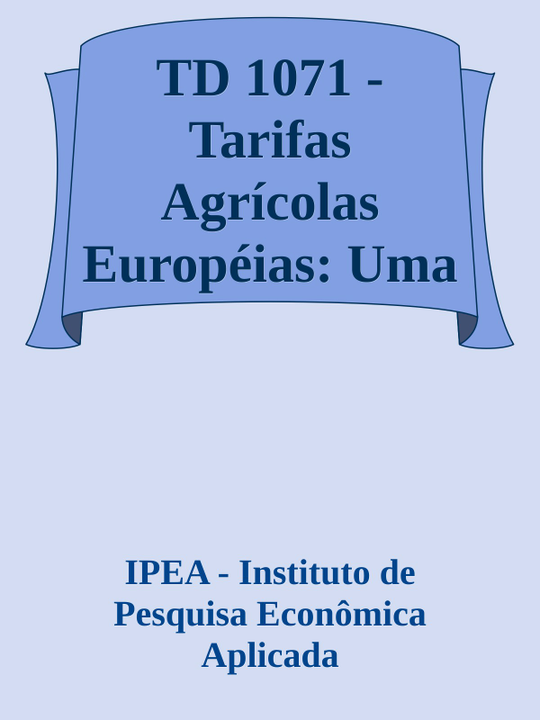 TD 1071 -
Tarifas
Agrícolas
Européias: Uma
IPEA - Instituto de
Pesquisa Econômica
Aplicada